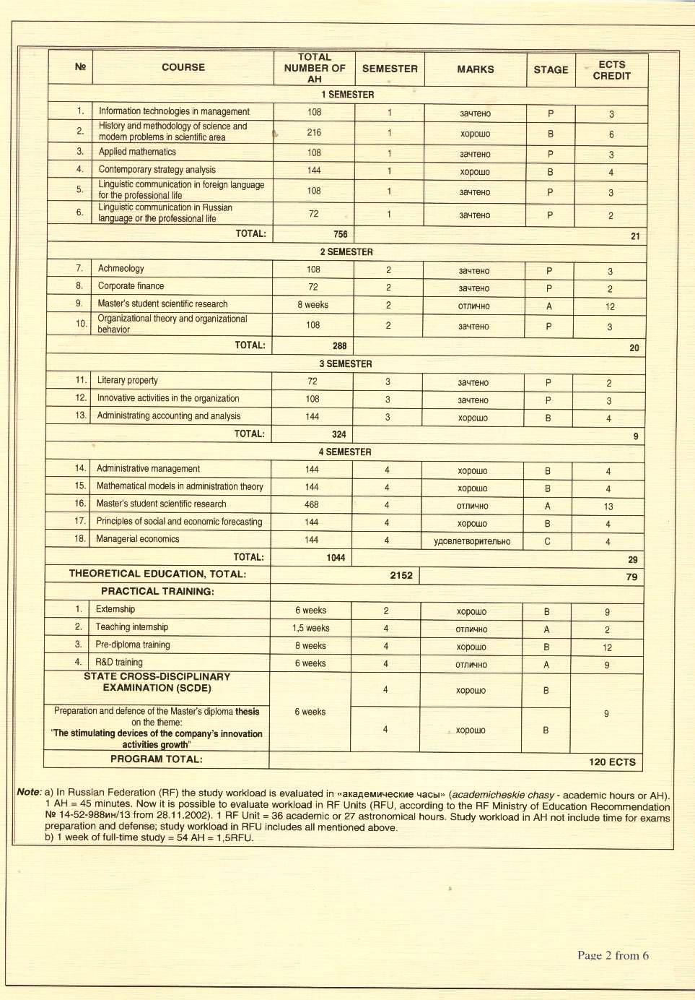 № COURSE TOTAL NUMBER OF AH SEMESTER MARKS STAGE ECTS CREDIT
1 SEMESTER
1. Information technologies in management 108 1 зачтено P 3
2. History and methodology of science and modern problems in scientific area 216 1 хорошо B 6
3. Applied mathematics 108 1 зачтено P 3
4. Contemporary strategy analysis 144 1 хорошо B 4
5. Linguistic communication in foreign language for the professional life 108 1 зачтено P 3
6. Linguistic communication in Russian language or the professional life 72 1 зачтено P 2
TOTAL: 756 21
2 SEMESTER
7. Achmeology 108 2 зачтено P 3
8. Corporate finance 72 2 зачтено P 2
9. Master's student scientific research 8 weeks 2 отлично A 12
10. Organizational theory and organizational behavior 108 2 зачтено P 3
TOTAL: 288 20
3 SEMESTER
11. Literary property 72 3 зачтено P 2
12. Innovative activities in the organization 108 3 зачтено P 3
13. Administrating accounting and analysis 144 3 хорошо B 4
TOTAL: 324 9
4 SEMESTER
14. Administrative management 144 4 хорошо B 4
15. Mathematical models in administration theory 144 4 хорошо B 4
16. Master's student scientific research 468 4 отлично A 13
17. Principles of social and economic forecasting 144 4 хорошо B 4
18. Managerial economics 144 4 удовлетворительно C 4
TOTAL: 1044 29
THEORETICAL EDUCATION, TOTAL: 2152 79
PRACTICAL TRAINING:
1. Externship 6 weeks 2 хорошо B 9
2. Teaching internship 1,5 weeks 4 отлично A 2
3. Pre-diploma training 8 weeks 4 хорошо B 12
4. R&D training 6 weeks 4 отлично A 9
STATE CROSS-DISCIPLINARY
EXAMINATION (SCDE) 4 хорошо B
Preparation and defence of the Master's diploma thesis 6 weeks 9
on the theme:
"The stimulating devices of the company's innovation 4 хорошо B
activities growth"
PROGRAM TOTAL: 120 ECTS
Note: a) In Russian Federation (RF) the study workload is evaluated in «академические часы» (academicheskie chasy - academic hours or AH).
1 AH = 45 minutes. Now it is possible to evaluate workload in RF Units (RFU, according to the RF Ministry of Education Recommendation
№ 14-52-988ин/13 from 28.11.2002). 1 RF Unit = 36 academic or 27 astronomical hours. Study workload in AH not include time for exams
preparation and defense; study workload in RFU includes all mentioned above.
b) 1 week of full-time study = 54 AH = 1,5RFU.
Page 2 from 6